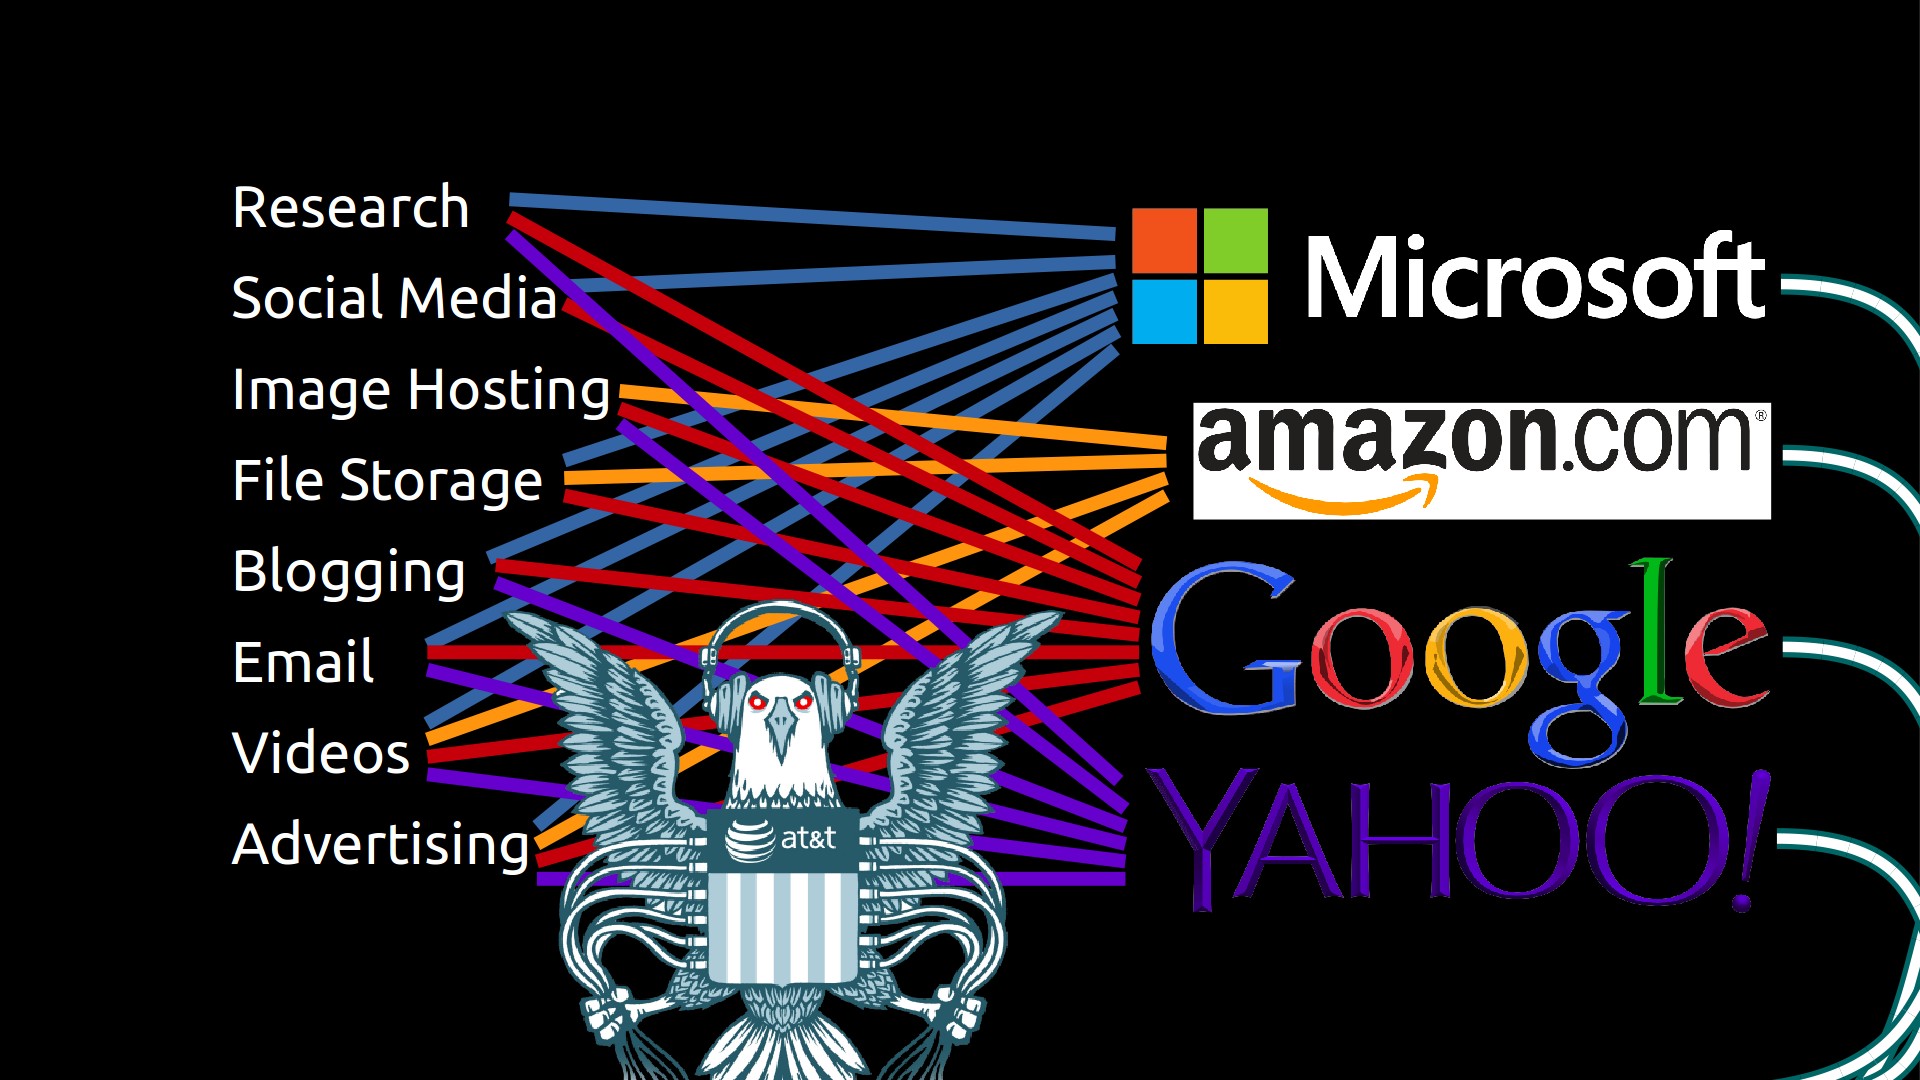 Research
Social Media
Image Hosting
File Storage
Blogging
Email
Videos
Advertising
Microsoft
amazon.com®
Google
YAHOO!
at&t